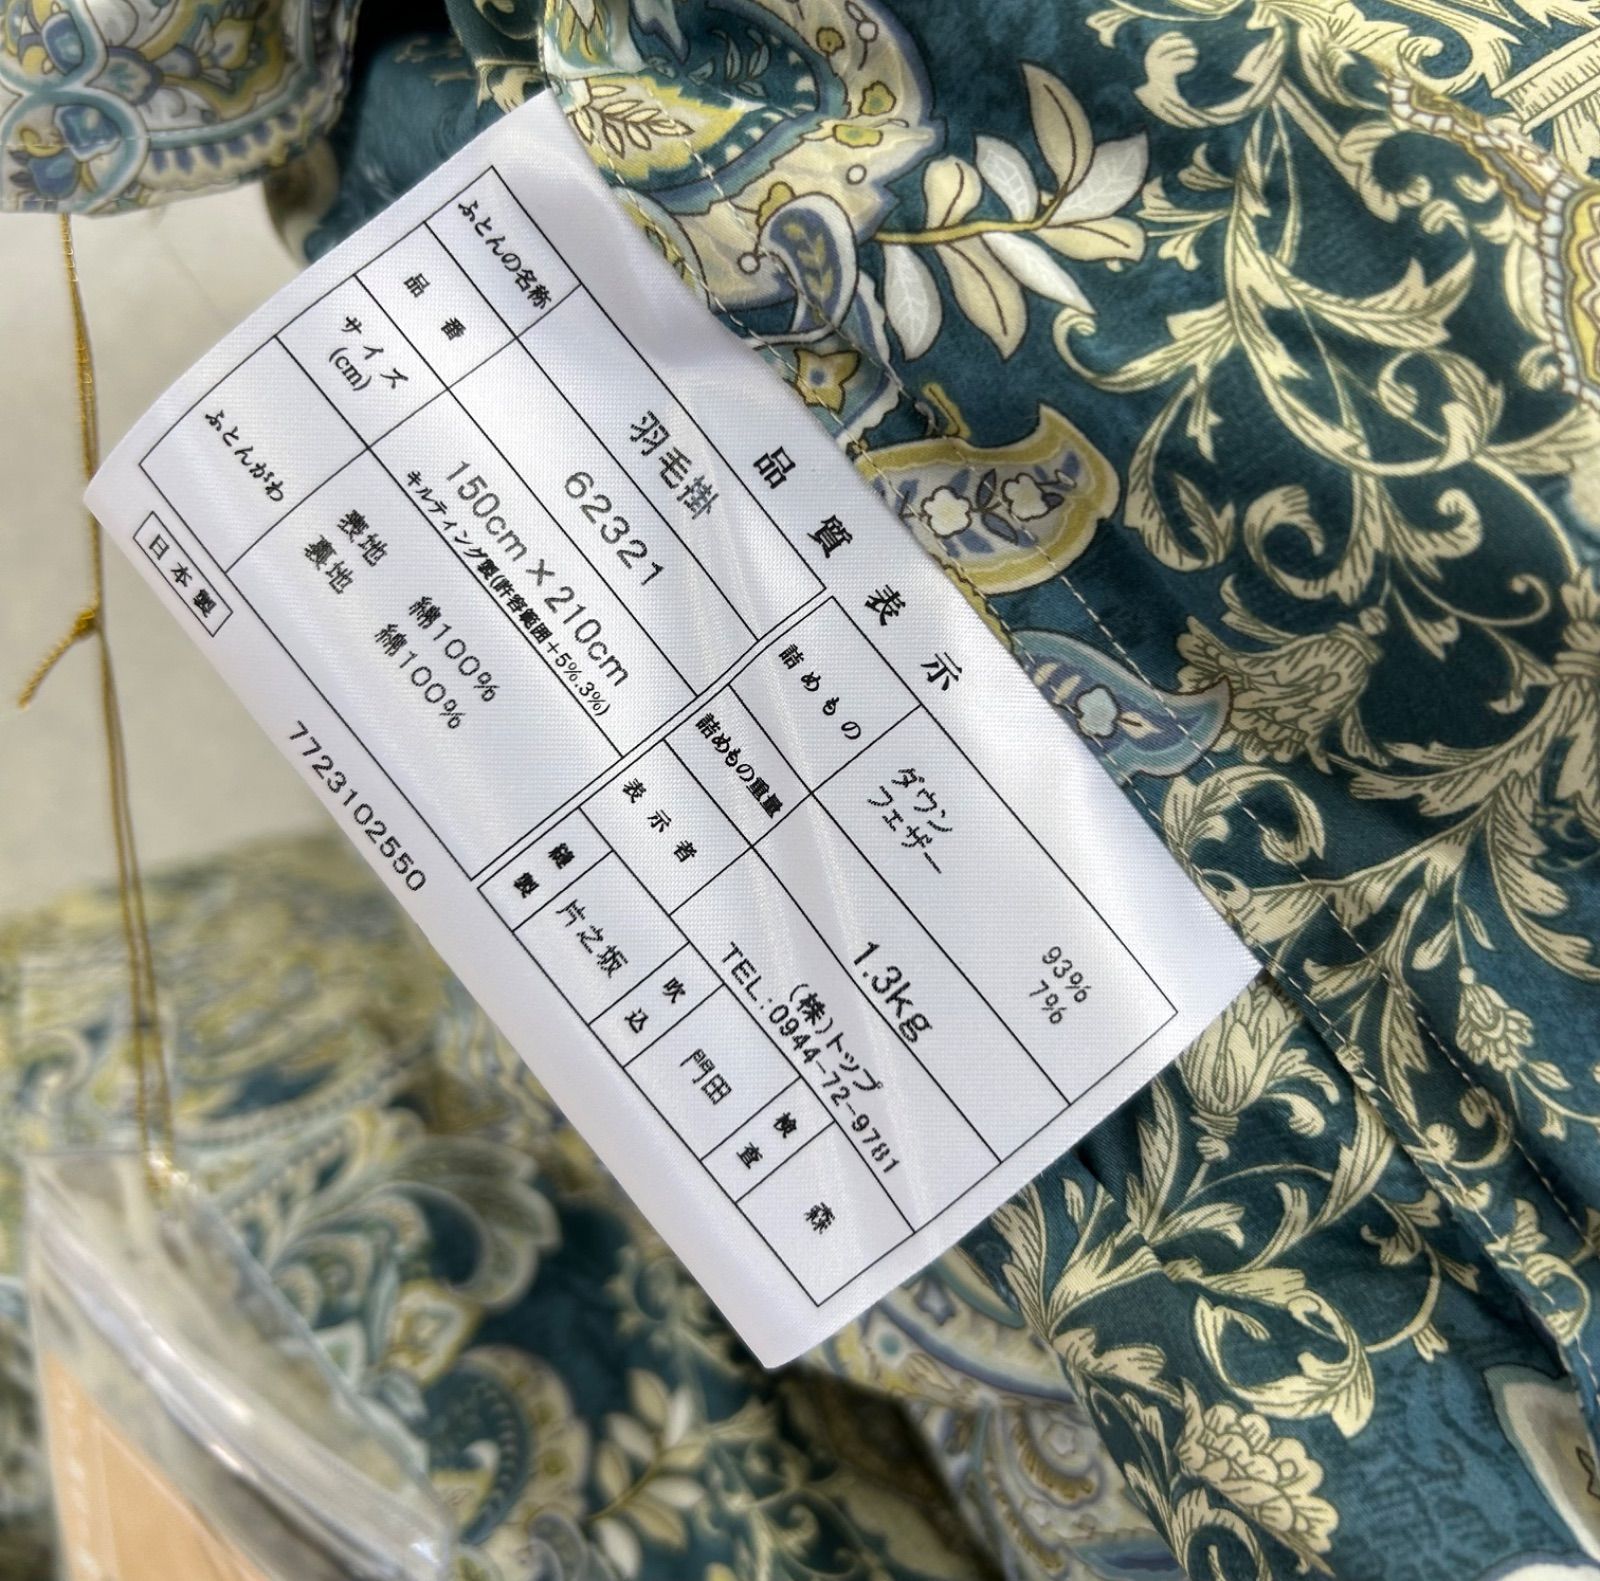 品質表示
ふとんの名称 羽毛掛
品番 62321
サイズ(cm) 150cm×210cm
キルティング製(許容範囲+5%.3%)
ふとんがわ 表地 綿100%
裏地 綿100%
詰めもの ダウン 93%
フェザー 7%
詰めもの重量 1.3kg
表示者 (株)トップ
TEL:0944-72-9781
縫製 片之坂 吹込 門田 検査 森
日本製 7723102550